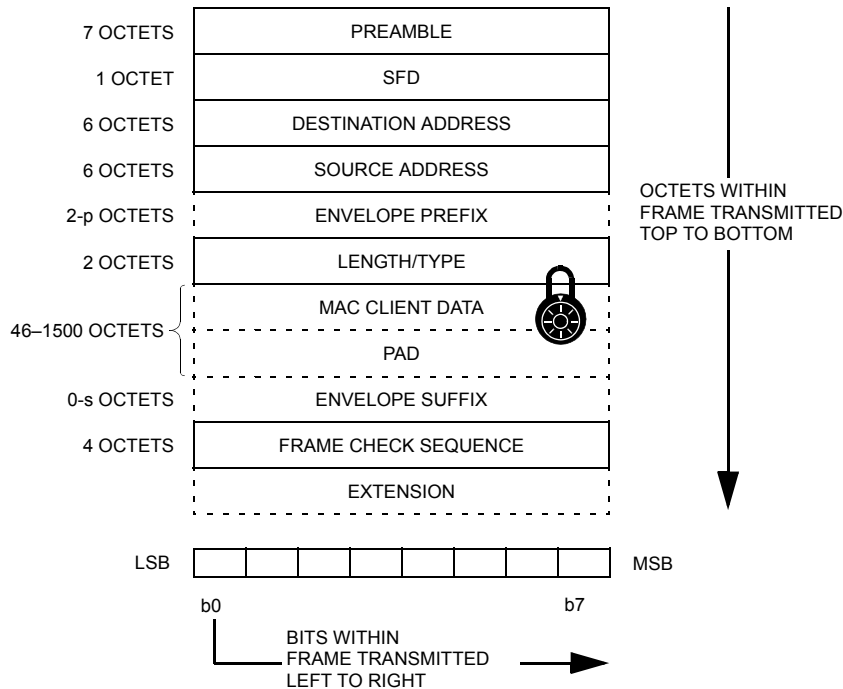 7 OCTETS PREAMBLE
1 OCTET SFD
6 OCTETS DESTINATION ADDRESS
6 OCTETS SOURCE ADDRESS
2-p OCTETS ENVELOPE PREFIX
2 OCTETS LENGTH/TYPE
46–1500 OCTETS
MAC CLIENT DATA
PAD
0-s OCTETS ENVELOPE SUFFIX
4 OCTETS FRAME CHECK SEQUENCE
EXTENSION
OCTETS WITHIN
FRAME TRANSMITTED
TOP TO BOTTOM
LSB MSB
b0 b7
BITS WITHIN
FRAME TRANSMITTED
LEFT TO RIGHT